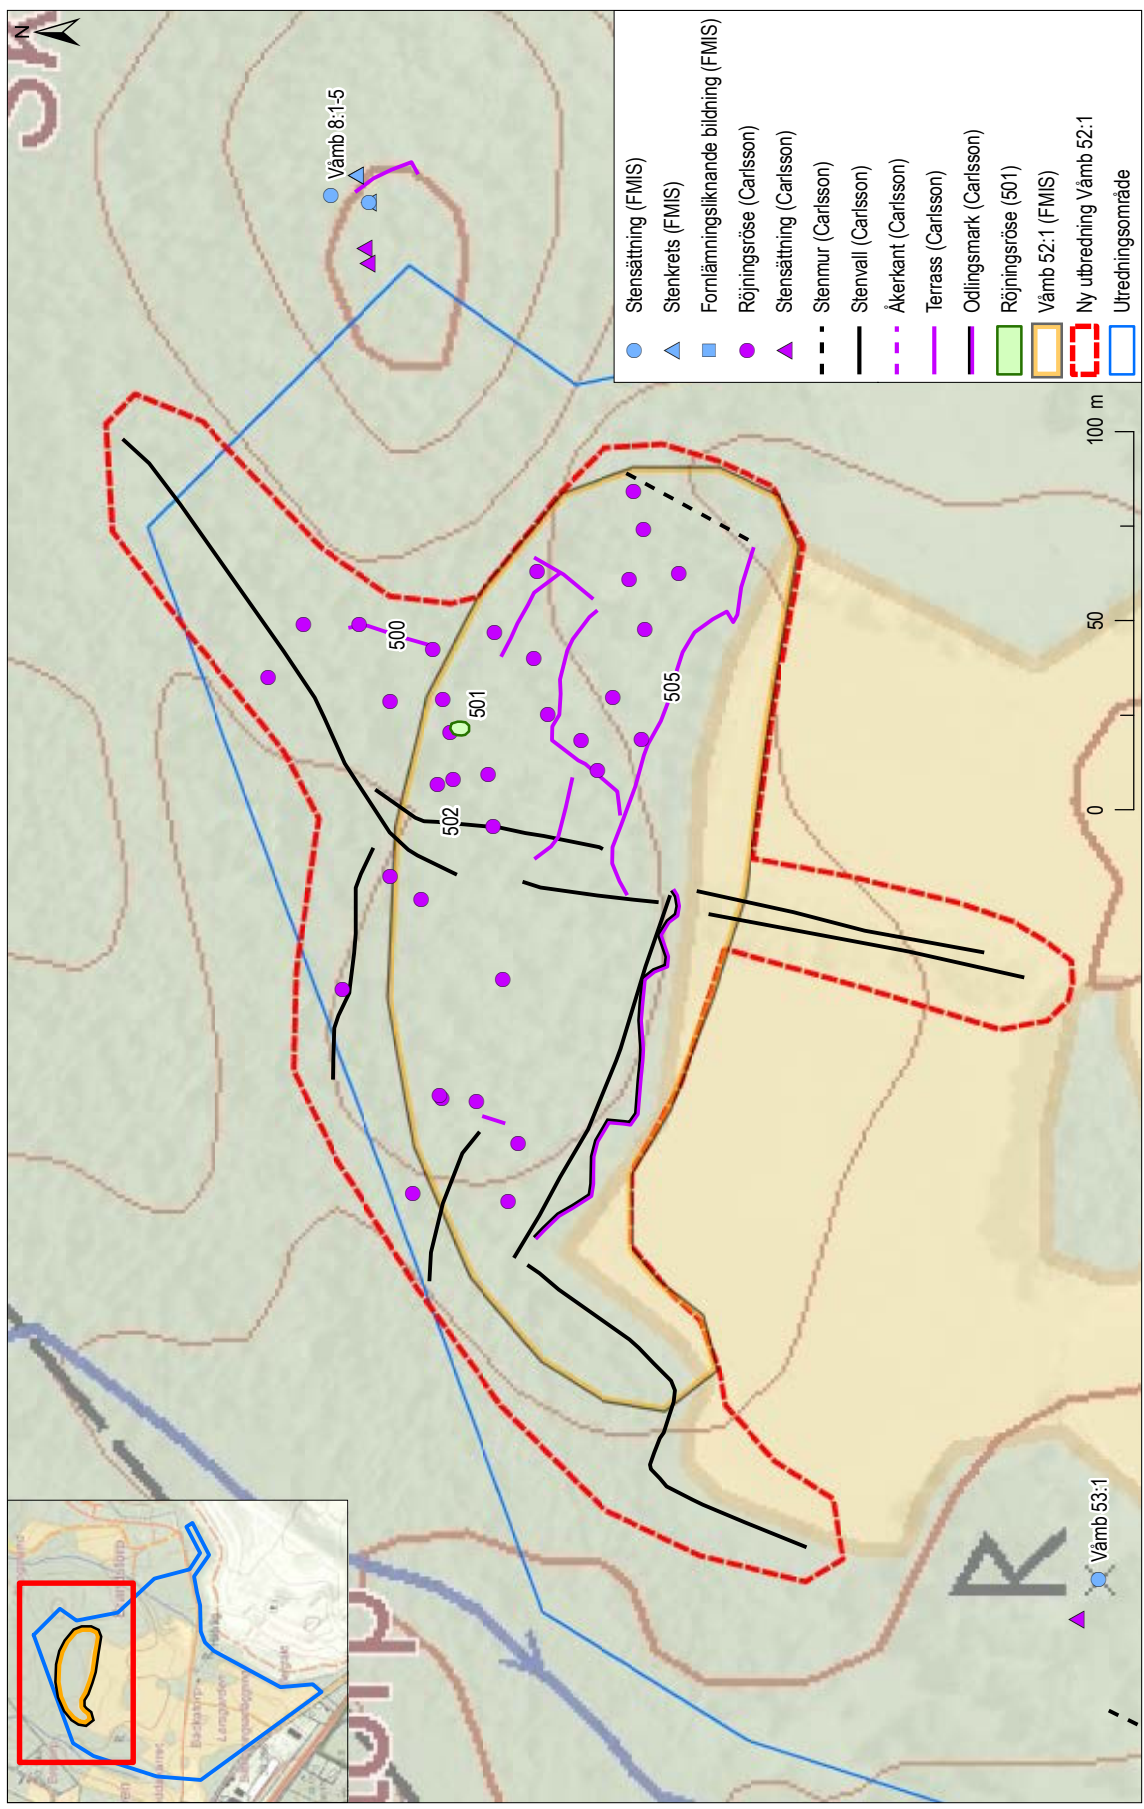 N
Våmb 8:1-5
500
501
502
505
Våmb 53:1
R
0
50
100 m
Stensättning (FMIS)
Stenkrets (FMIS)
Fornlämningsliknande bildning (FMIS)
Röjningsröse (Carlsson)
Stensättning (Carlsson)
Stenmur (Carlsson)
Stenvall (Carlsson)
Åkerkant (Carlsson)
Terrass (Carlsson)
Odlingsmark (Carlsson)
Röjningsröse (501)
Våmb 52:1 (FMIS)
Ny utbredning Våmb 52:1
Utredningsområde